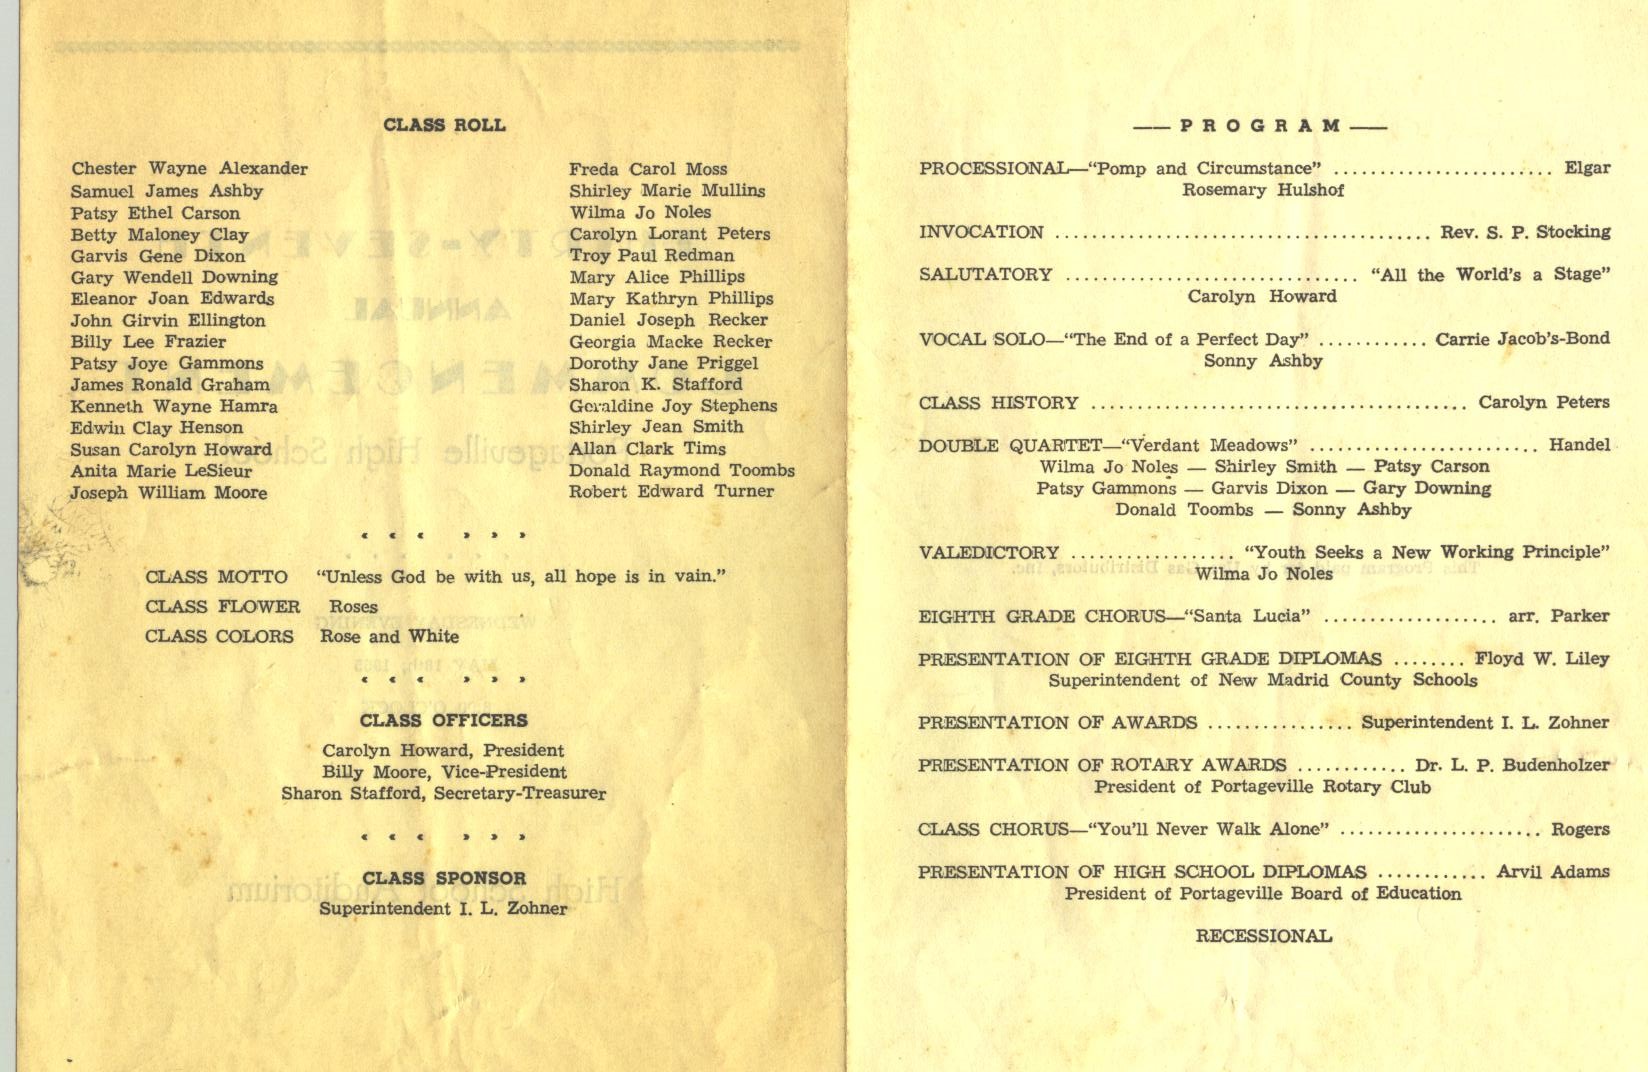 CLASS ROLL
Chester Wayne Alexander
Samuel James Ashby
Patsy Ethel Carson
Betty Maloney Clay
Garvis Gene Dixon
Gary Wendell Downing
Eleanor Joan Edwards
John Girvin Ellington
Billy Lee Frazier
Patsy Joye Gammons
James Ronald Graham
Kenneth Wayne Hamra
Edwin Clay Henson
Susan Carolyn Howard
Anita Marie LeSieur
Joseph William Moore
Freda Carol Moss
Shirley Marie Mullins
Wilma Jo Noles
Carolyn Lorant Peters
Troy Paul Redman
Mary Alice Phillips
Mary Kathryn Phillips
Daniel Joseph Recker
Georgia Macke Recker
Dorothy Jane Priggel
Sharon K. Stafford
Geraldine Joy Stephens
Shirley Jean Smith
Allan Clark Tims
Donald Raymond Toombs
Robert Edward Turner
CLASS MOTTO "Unless God be with us, all hope is in vain."
CLASS FLOWER Roses
CLASS COLORS Rose and White
CLASS OFFICERS
Carolyn Howard, President
Billy Moore, Vice-President
Sharon Stafford, Secretary-Treasurer
CLASS SPONSOR
Superintendent I. L. Zohner
— PROGRAM —
PROCESSIONAL—"Pomp and Circumstance" ...................... Elgar
Rosemary Hulshof
INVOCATION ...................................... Rev. S. P. Stocking
SALUTATORY ............................. "All the World's a Stage"
Carolyn Howard
VOCAL SOLO—"The End of a Perfect Day" ........... Carrie Jacob's-Bond
Sonny Ashby
CLASS HISTORY ...................................... Carolyn Peters
DOUBLE QUARTET—"Verdant Meadows" ....................... Handel
Wilma Jo Noles — Shirley Smith — Patsy Carson
Patsy Gammons — Garvis Dixon — Gary Downing
Donald Toombs — Sonny Ashby
VALEDICTORY ................. "Youth Seeks a New Working Principle"
Wilma Jo Noles
EIGHTH GRADE CHORUS—"Santa Lucia" .................. arr. Parker
PRESENTATION OF EIGHTH GRADE DIPLOMAS ........ Floyd W. Liley
Superintendent of New Madrid County Schools
PRESENTATION OF AWARDS ............... Superintendent I. L. Zohner
PRESENTATION OF ROTARY AWARDS ........... Dr. L. P. Budenholzer
President of Portageville Rotary Club
CLASS CHORUS—"You'll Never Walk Alone" ..................... Rogers
PRESENTATION OF HIGH SCHOOL DIPLOMAS ............ Arvil Adams
President of Portageville Board of Education
RECESSIONAL